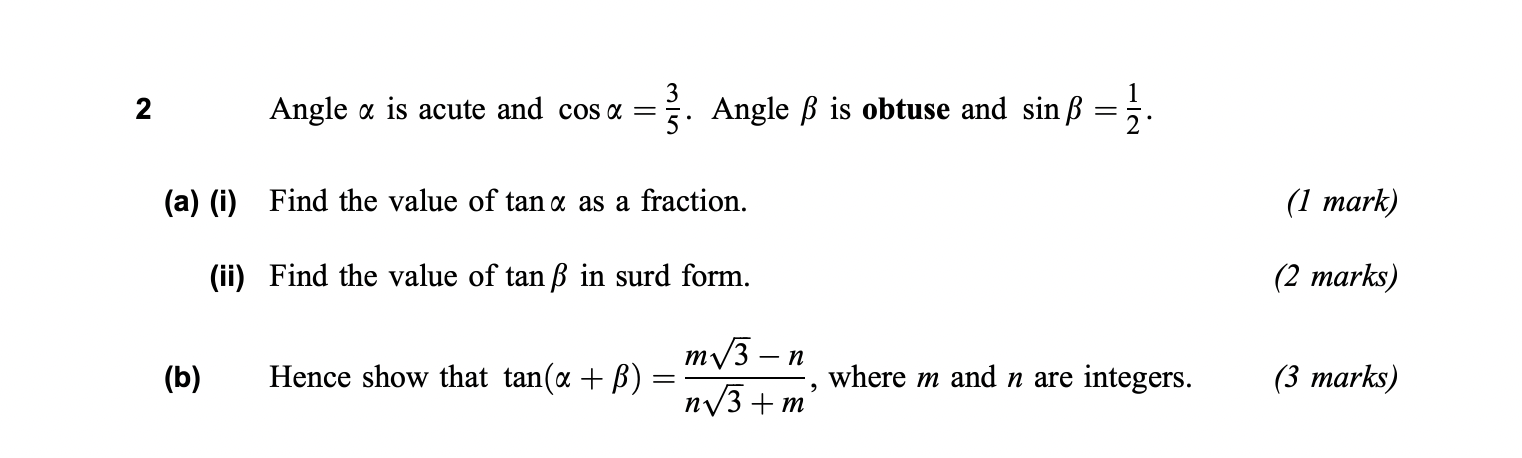 2 Angle α is acute and cos α = 3/5. Angle β is obtuse and sin β = 1/2.
(a) (i) Find the value of tan α as a fraction. (1 mark)
(ii) Find the value of tan β in surd form. (2 marks)
(b) Hence show that tan(α + β) = (m√3 − n)/(n√3 + m), where m and n are integers. (3 marks)